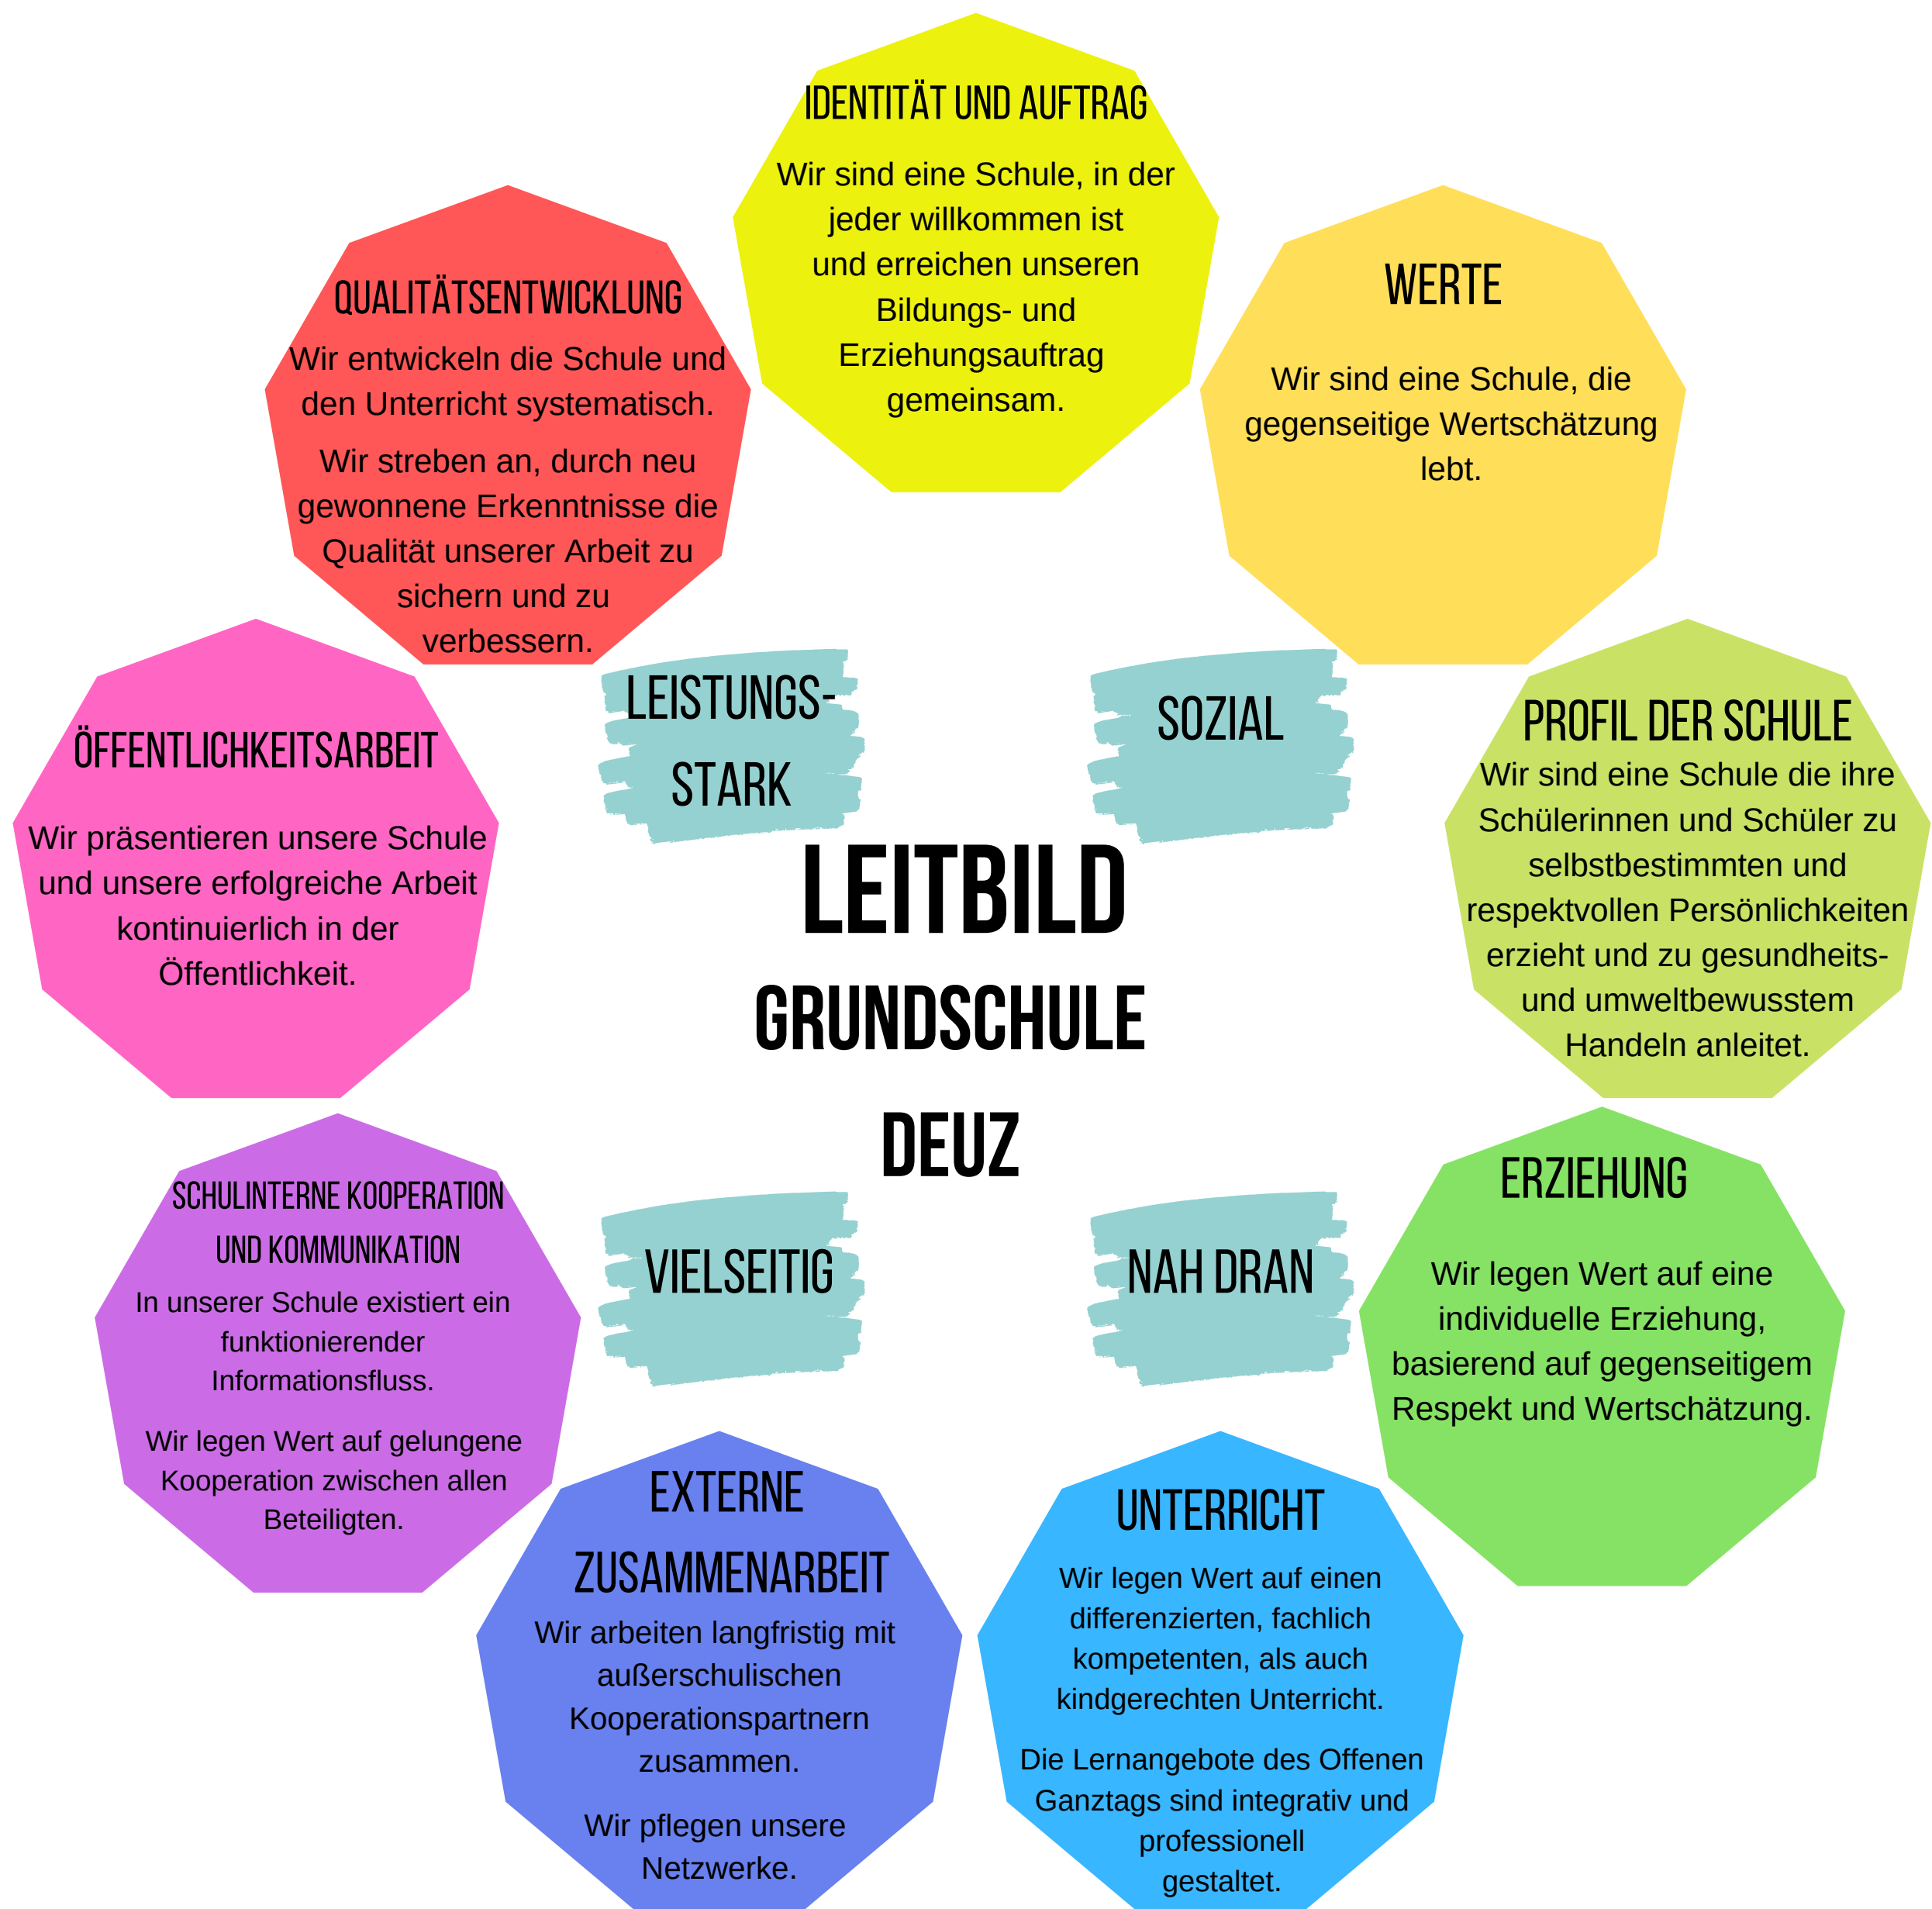 IDENTITÄT UND AUFTRAG
Wir sind eine Schule, in der
jeder willkommen ist
und erreichen unseren
Bildungs- und
Erziehungsauftrag
gemeinsam.
WERTE
Wir sind eine Schule, die
gegenseitige Wertschätzung
lebt.
PROFIL DER SCHULE
Wir sind eine Schule die ihre
Schülerinnen und Schüler zu
selbstbestimmten und
respektvollen Persönlichkeiten
erzieht und zu gesundheits-
und umweltbewusstem
Handeln anleitet.
ERZIEHUNG
Wir legen Wert auf eine
individuelle Erziehung,
basierend auf gegenseitigem
Respekt und Wertschätzung.
UNTERRICHT
Wir legen Wert auf einen
differenzierten, fachlich
kompetenten, als auch
kindgerechten Unterricht.
Die Lernangebote des Offenen
Ganztags sind integrativ und
professionell
gestaltet.
EXTERNE
ZUSAMMENARBEIT
Wir arbeiten langfristig mit
außerschulischen
Kooperationspartnern
zusammen.
Wir pflegen unsere
Netzwerke.
SCHULINTERNE KOOPERATION
UND KOMMUNIKATION
In unserer Schule existiert ein
funktionierender
Informationsfluss.
Wir legen Wert auf gelungene
Kooperation zwischen allen
Beteiligten.
ÖFFENTLICHKEITSARBEIT
Wir präsentieren unsere Schule
und unsere erfolgreiche Arbeit
kontinuierlich in der
Öffentlichkeit.
QUALITÄTSENTWICKLUNG
Wir entwickeln die Schule und
den Unterricht systematisch.
Wir streben an, durch neu
gewonnene Erkenntnisse die
Qualität unserer Arbeit zu
sichern und zu
verbessern.
LEISTUNGS-
STARK
SOZIAL
LEITBILD
GRUNDSCHULE
DEUZ
VIELSEITIG
NAH DRAN